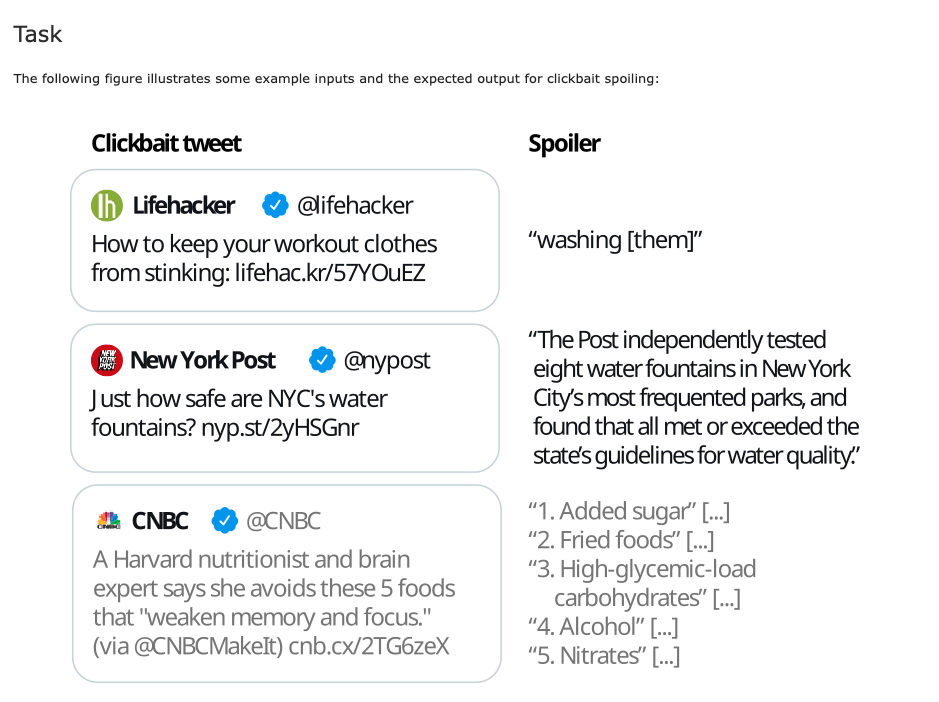 Task
The following figure illustrates some example inputs and the expected output for clickbait spoiling:
Clickbait tweet
Spoiler
lh Lifehacker @lifehacker
How to keep your workout clothes
from stinking: lifehac.kr/57YOuEZ
“washing [them]”
NEW YORK POST New York Post @nypost
Just how safe are NYC's water
fountains? nyp.st/2yHSGnr
“The Post independently tested
eight water fountains in New York
City’s most frequented parks, and
found that all met or exceeded the
state’s guidelines for water quality.”
CNBC CNBC @CNBC
A Harvard nutritionist and brain
expert says she avoids these 5 foods
that "weaken memory and focus."
(via @CNBCMakeIt) cnb.cx/2TG6zeX
“1. Added sugar” [...]
“2. Fried foods” [...]
“3. High-glycemic-load
carbohydrates” [...]
“4. Alcohol” [...]
“5. Nitrates” [...]